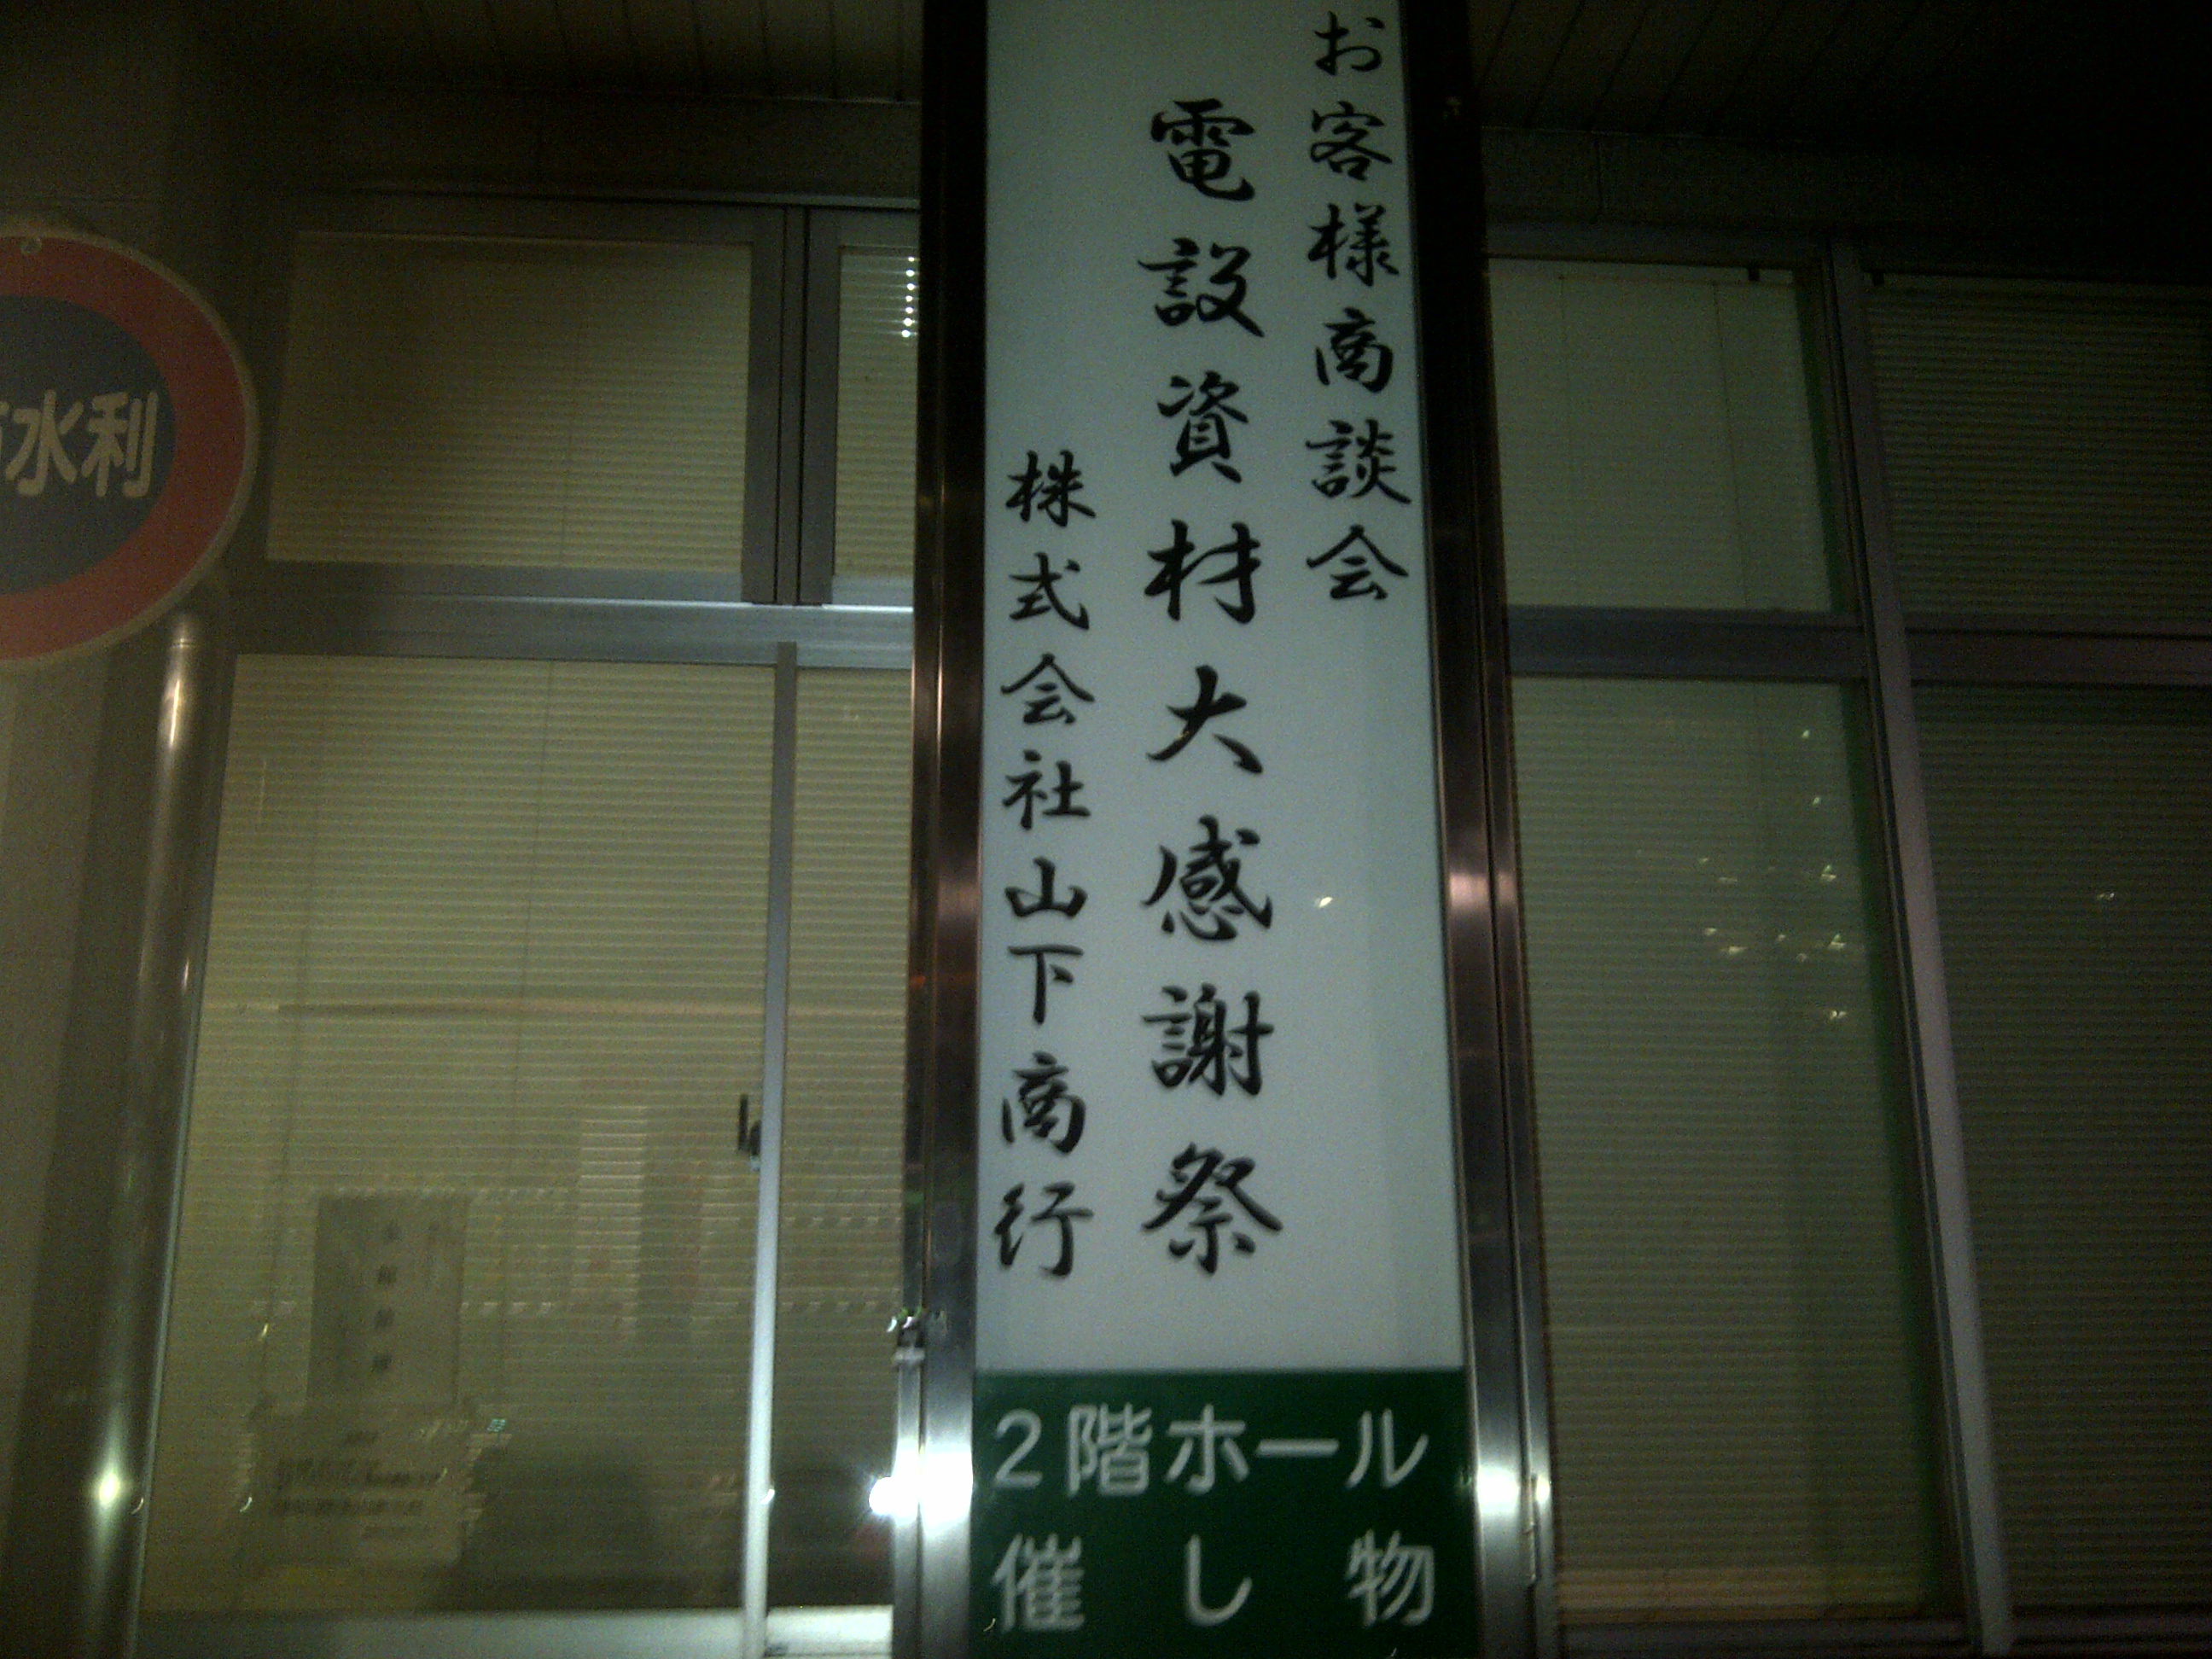 お客様商談会
電設資材大感謝祭
株式会社山下商行
2階ホール
催し物
水利